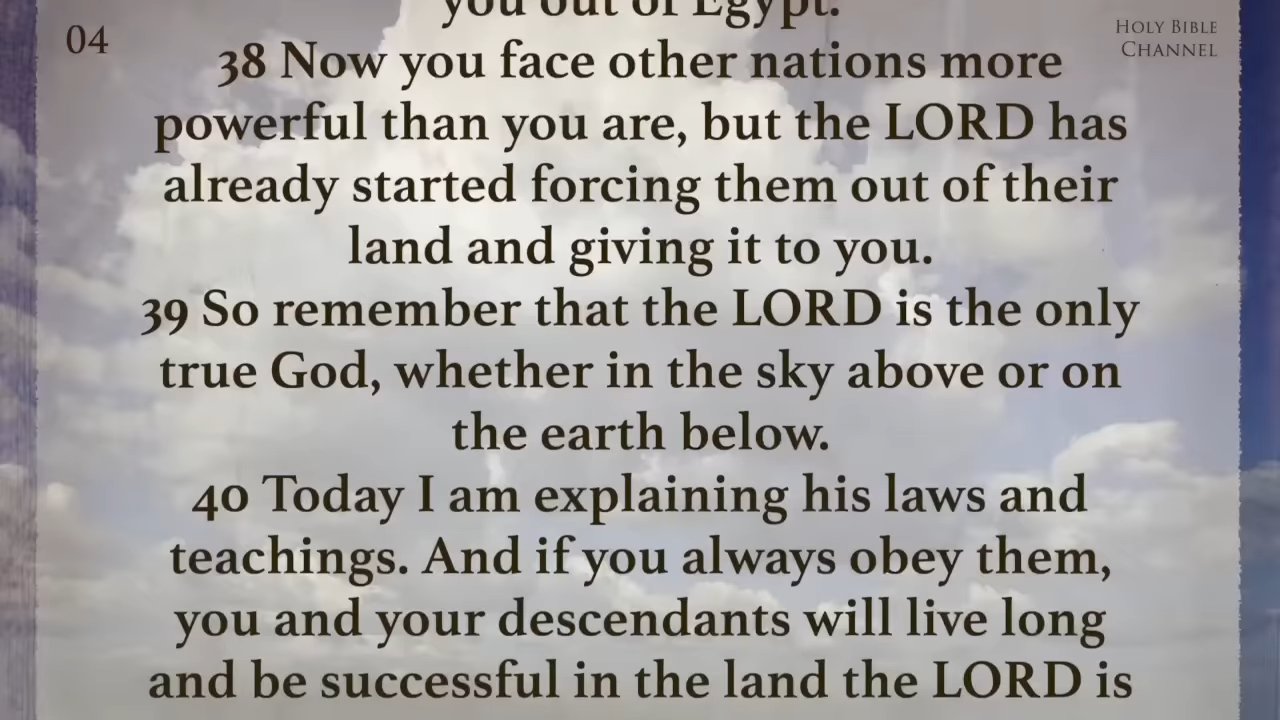 you out of Egypt.
04
HOLY BIBLE
CHANNEL
38 Now you face other nations more
powerful than you are, but the LORD has
already started forcing them out of their
land and giving it to you.
39 So remember that the LORD is the only
true God, whether in the sky above or on
the earth below.
40 Today I am explaining his laws and
teachings. And if you always obey them,
you and your descendants will live long
and be successful in the land the LORD is